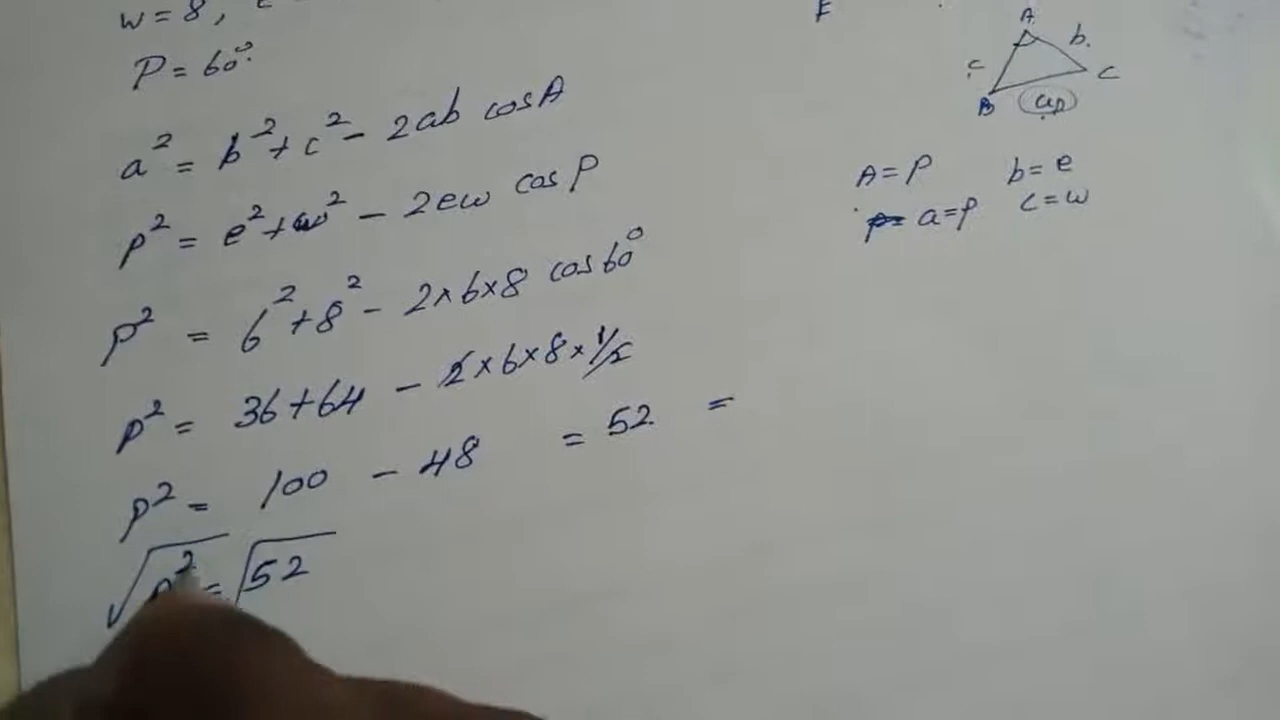 w = 8,
P = 60°
a² = b² + c² - 2ab cos A
p² = e² + w² - 2ew cos P
p² = 6² + 8² - 2×6×8 cos 60°
p² = 36 + 64 - 2×6×8×1/2
p² = 100 - 48 = 52 =
√p² = √52
F
A
b.
c
C
B
a p
A = P b = e
a = p c = w